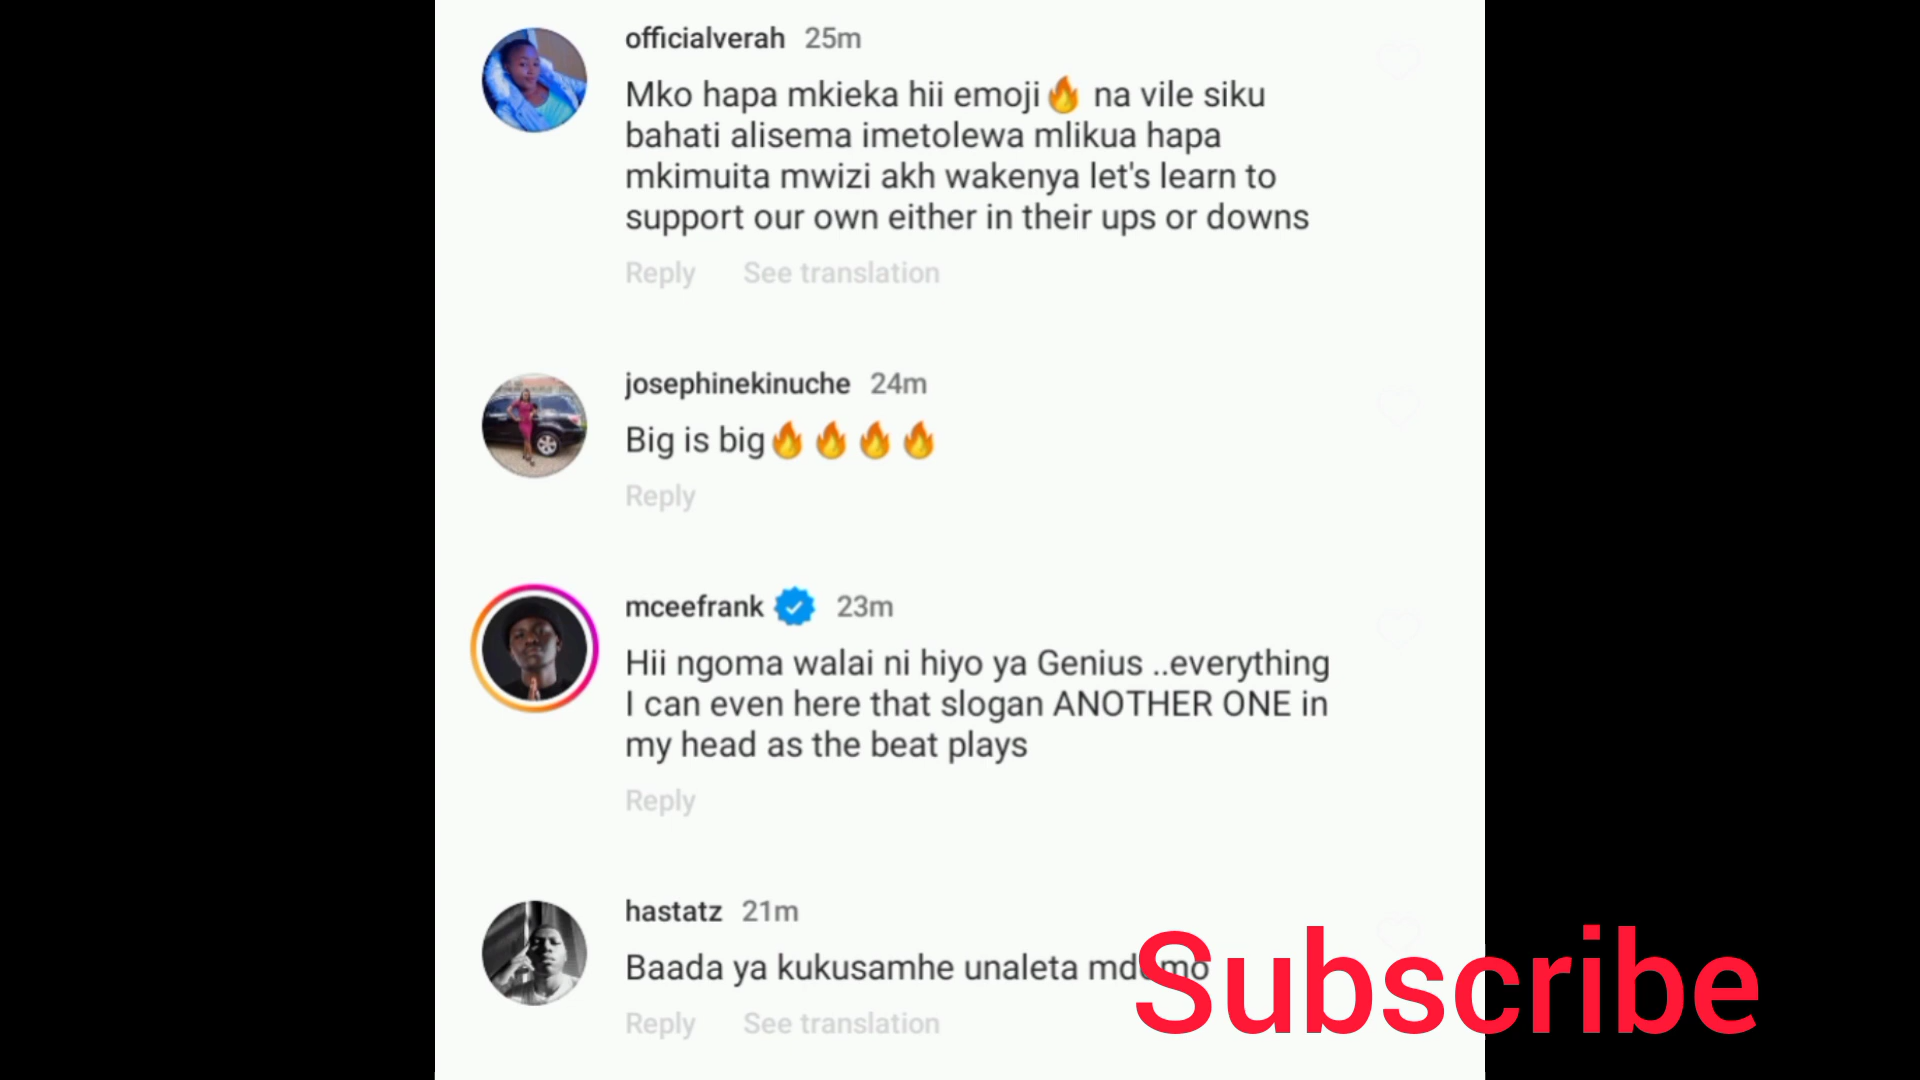 officialverah 25m
Mko hapa mkieka hii emoji🔥 na vile siku
bahati alisema imetolewa mlikua hapa
mkimuita mwizi akh wakenya let's learn to
support our own either in their ups or downs
Reply See translation
josephinekinuche 24m
Big is big🔥🔥🔥🔥
Reply
mceefrank 23m
Hii ngoma walai ni hiyo ya Genius ..everything
I can even here that slogan ANOTHER ONE in
my head as the beat plays
Reply
hastatz 21m
Baada ya kukusamhe unaleta
Reply See translation
Subscribe